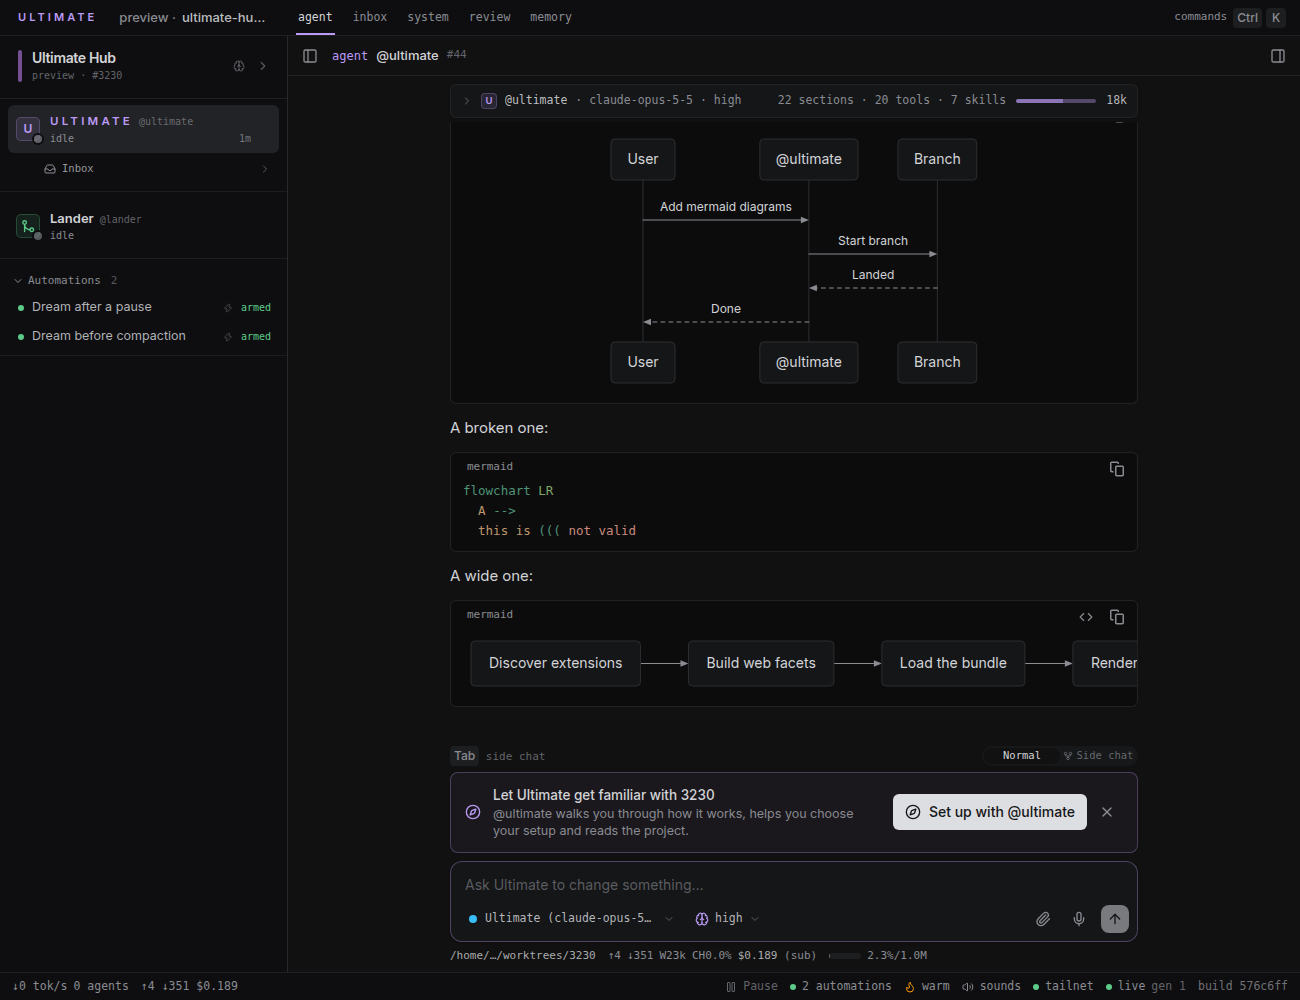 ULTIMATE preview · ultimate-hu... agent inbox system review memory commands Ctrl K
Ultimate Hub
preview · #3230
agent @ultimate #44
U @ultimate · claude-opus-5-5 · high 22 sections · 20 tools · 7 skills 18k
U ULTIMATE @ultimate
idle 1m
Inbox
Lander @lander
idle
Automations 2
Dream after a pause armed
Dream before compaction armed
User @ultimate Branch
Add mermaid diagrams
Start branch
Landed
Done
User @ultimate Branch
A broken one:
mermaid
flowchart LR
A -->
this is ((( not valid
A wide one:
mermaid
Discover extensions Build web facets Load the bundle Render
Tab side chat Normal Side chat
Let Ultimate get familiar with 3230
@ultimate walks you through how it works, helps you choose
your setup and reads the project.
Set up with @ultimate
Ask Ultimate to change something...
Ultimate (claude-opus-5… high
/home/…/worktrees/3230 ↑4 ↓351 W23k CH0.0% $0.189 (sub) 2.3%/1.0M
↓0 tok/s 0 agents ↑4 ↓351 $0.189 Pause 2 automations warm sounds tailnet live gen 1 build 576c6ff